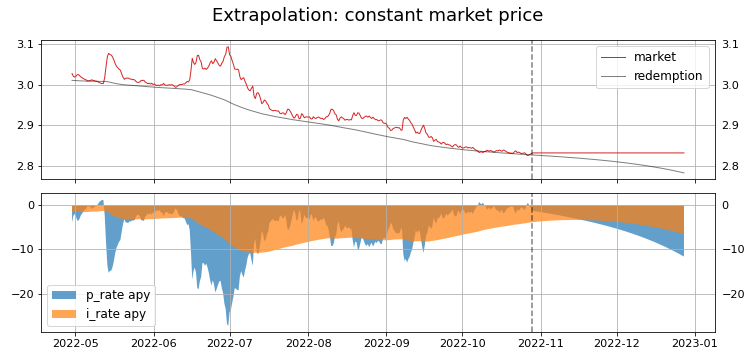 Extrapolation: constant market price
3.1 3.1
3.0 3.0
2.9 2.9
2.8 2.8
market
redemption
0 0
−10 −10
−20 −20
p_rate apy
i_rate apy
2022-05 2022-06 2022-07 2022-08 2022-09 2022-10 2022-11 2022-12 2023-01